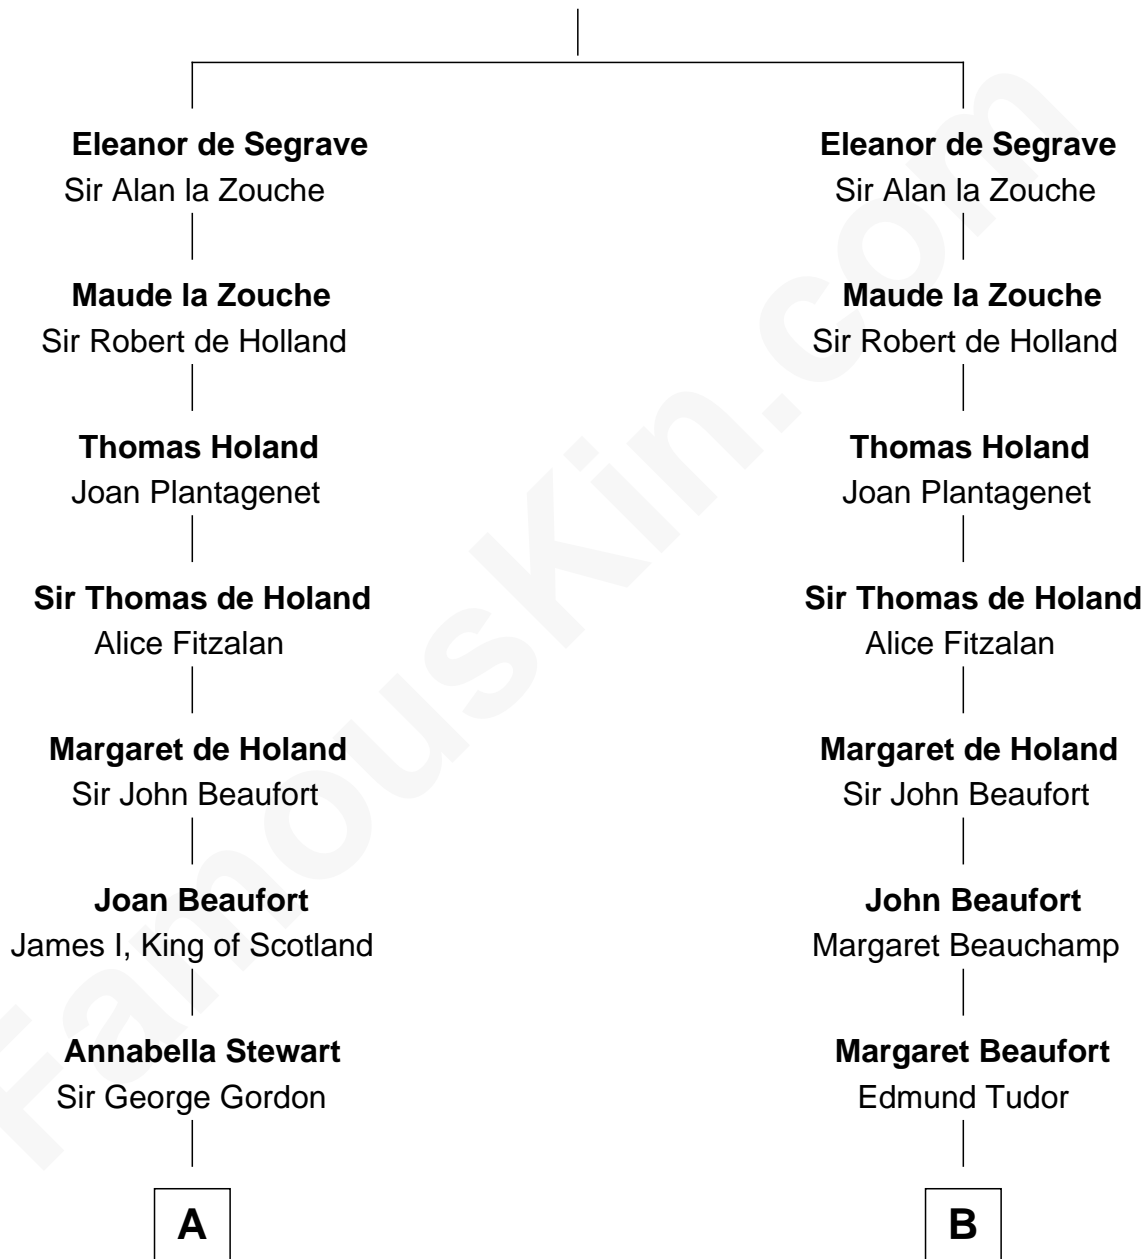 Eleanor de Segrave
Sir Alan la Zouche
Maude la Zouche
Sir Robert de Holland
Thomas Holand
Joan Plantagenet
Sir Thomas de Holand
Alice Fitzalan
Margaret de Holand
Sir John Beaufort
Joan Beaufort
James I, King of Scotland
Annabella Stewart
Sir George Gordon
A
Eleanor de Segrave
Sir Alan la Zouche
Maude la Zouche
Sir Robert de Holland
Thomas Holand
Joan Plantagenet
Sir Thomas de Holand
Alice Fitzalan
Margaret de Holand
Sir John Beaufort
John Beaufort
Margaret Beauchamp
Margaret Beaufort
Edmund Tudor
B
FamousKin.com